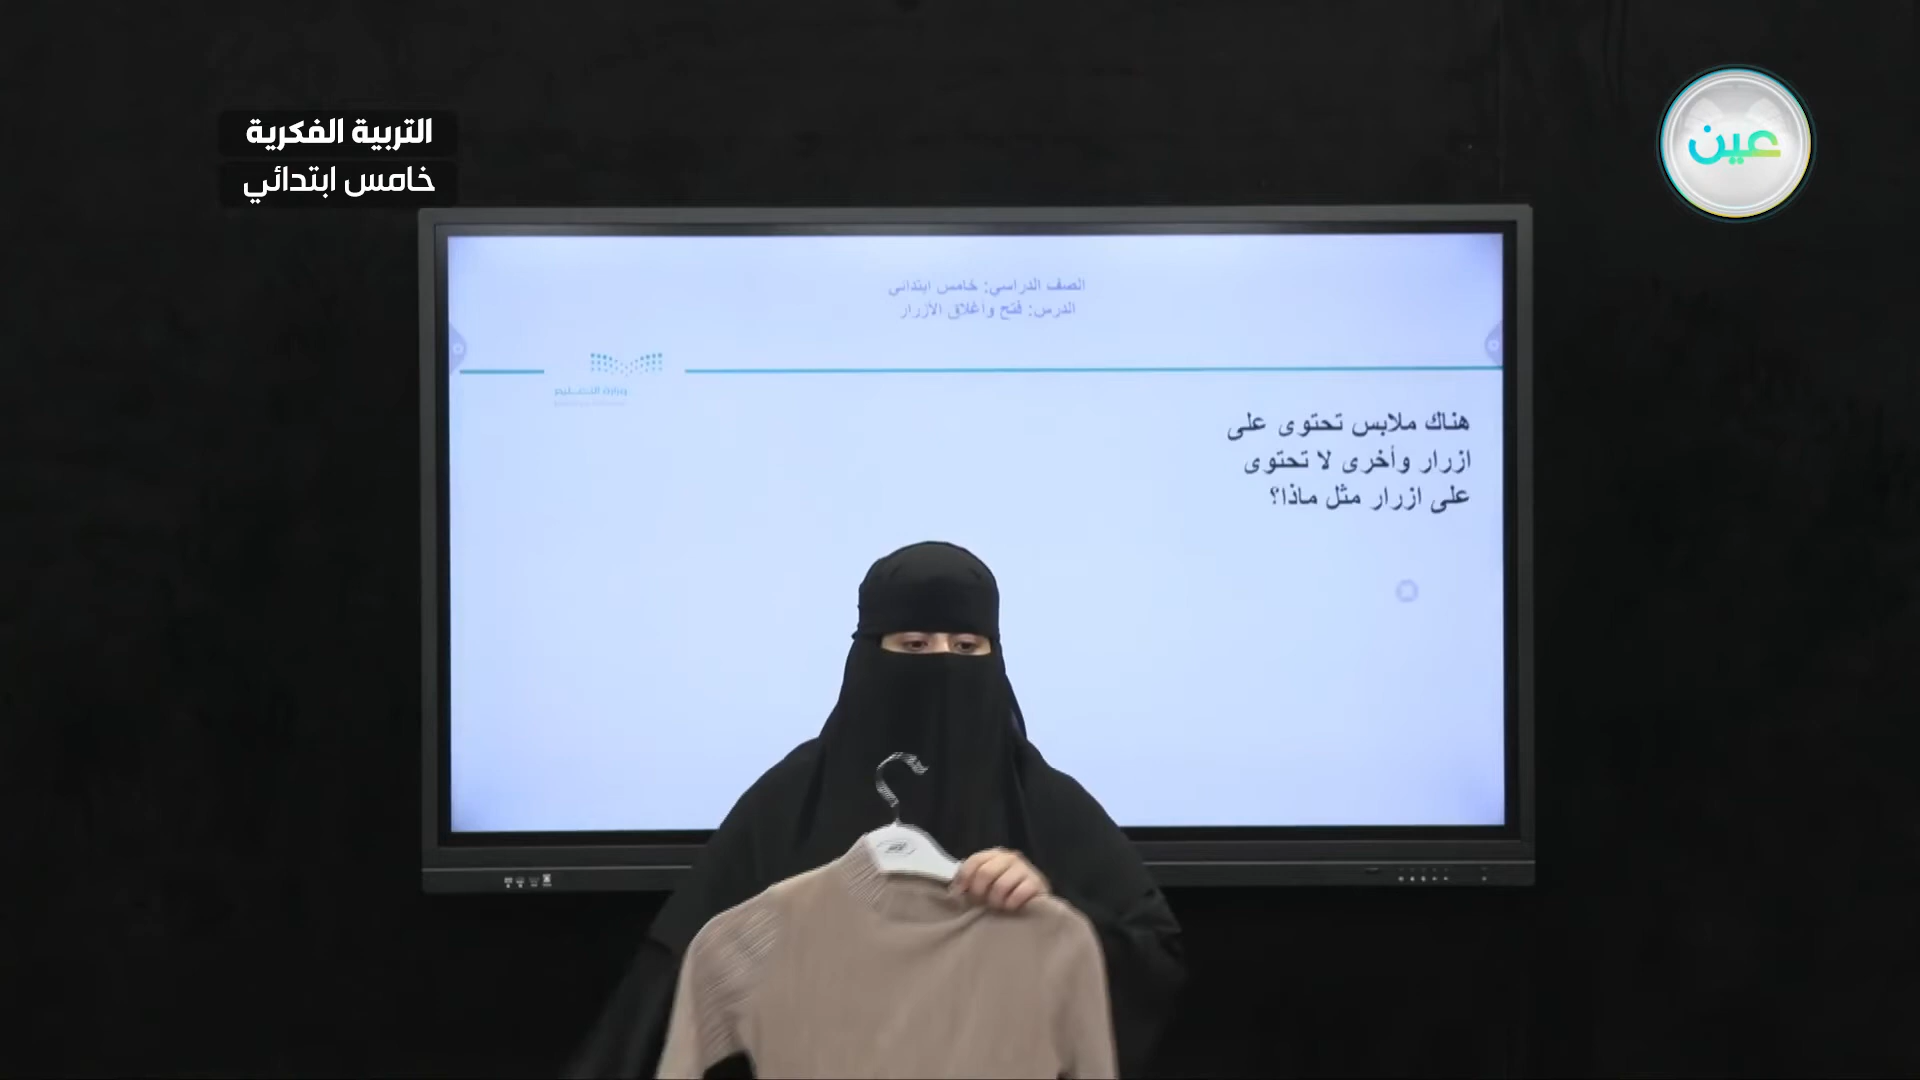 التربية الفكرية
خامس ابتدائي
عين
الصف الدراسي: خامس ابتدائي
الدرس: فتح وأغلاق الأزرار
وزارة التعليم
هناك ملابس تحتوى على
ازرار وأخرى لا تحتوى
على ازرار مثل ماذا؟